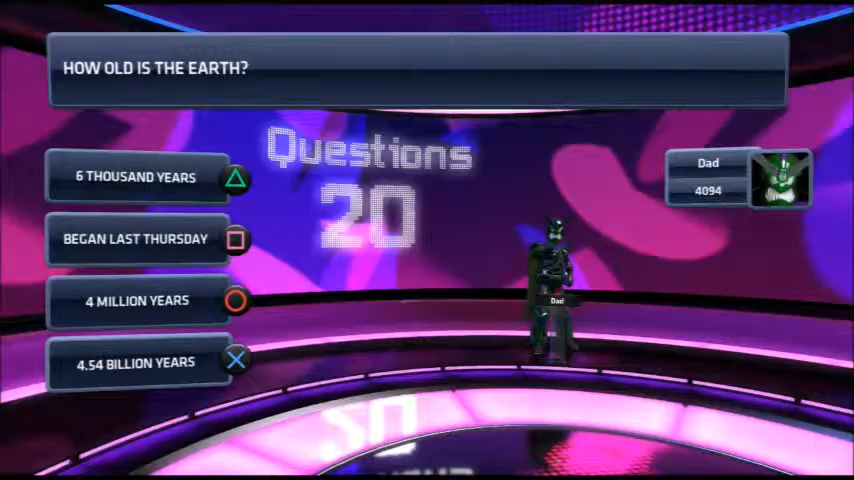 HOW OLD IS THE EARTH?
Questions
20
6 THOUSAND YEARS
BEGAN LAST THURSDAY
4 MILLION YEARS
4.54 BILLION YEARS
Dad
4094
Dad
20